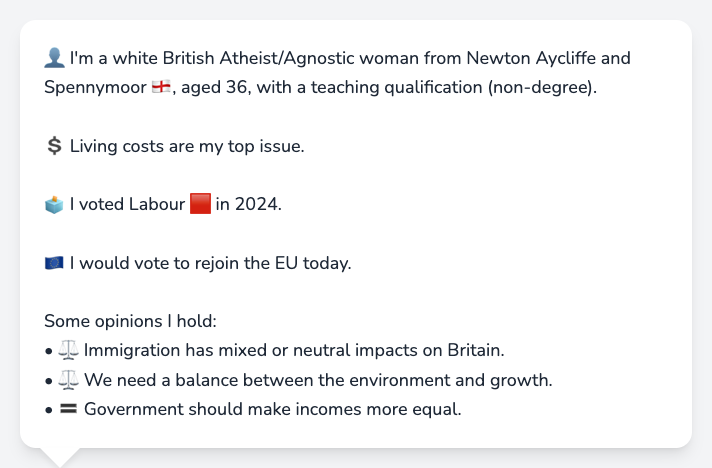 👤 I'm a white British Atheist/Agnostic woman from Newton Aycliffe and
Spennymoor 🏴󠁧󠁢󠁥󠁮󠁧󠁿, aged 36, with a teaching qualification (non-degree).
💲 Living costs are my top issue.
🗳️ I voted Labour 🟥 in 2024.
🇪🇺 I would vote to rejoin the EU today.
Some opinions I hold:
• ⚖️ Immigration has mixed or neutral impacts on Britain.
• ⚖️ We need a balance between the environment and growth.
• 🟰 Government should make incomes more equal.